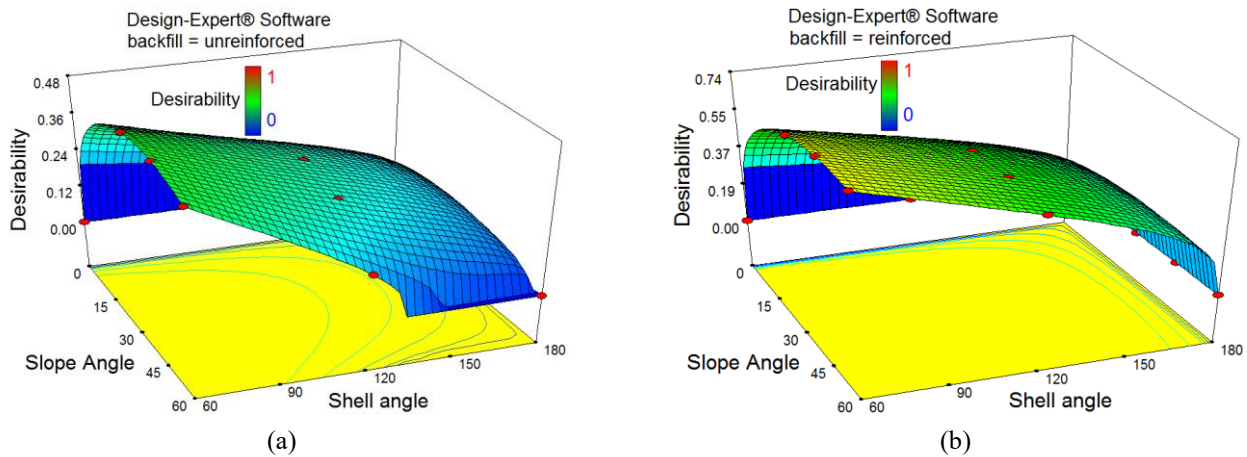 Design-Expert® Software
backfill = unreinforced
Desirability
1
0
0.48
0.36
0.24
0.12
0.00
Desirability
0
15
30
45
60
Slope Angle
60
90
120
150
180
Shell angle
(a)
Design-Expert® Software
backfill = reinforced
Desirability
1
0
0.74
0.55
0.37
0.19
0.00
Desirability
0
15
30
45
60
Slope Angle
60
90
120
150
180
Shell angle
(b)